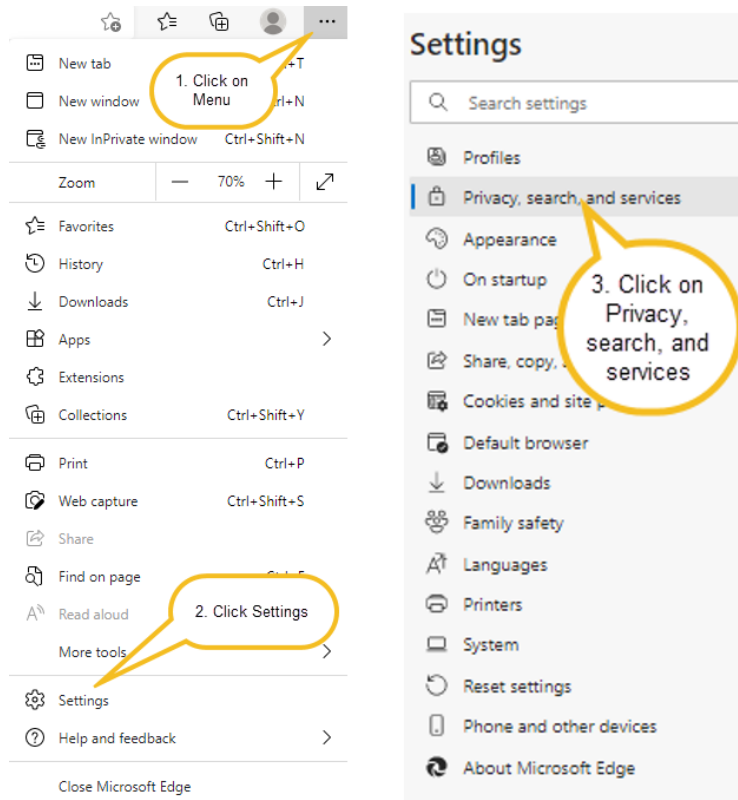 New tab
+T
1. Click on
Menu
New window
rl+N
New InPrivate window Ctrl+Shift+N
Zoom 70%
Favorites Ctrl+Shift+O
History Ctrl+H
Downloads Ctrl+J
Apps
Extensions
Collections Ctrl+Shift+Y
Print Ctrl+P
Web capture Ctrl+Shift+S
Share
Find on page
Read aloud
2. Click Settings
More tools
Settings
Help and feedback
Close Microsoft Edge
Settings
Search settings
Profiles
Privacy, search, and services
Appearance
On startup
New tab pa
Share, copy,
Cookies and site
3. Click on
Privacy,
search, and
services
Default browser
Downloads
Family safety
Languages
Printers
System
Reset settings
Phone and other devices
About Microsoft Edge